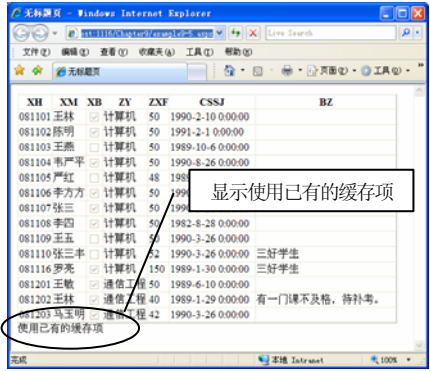 无标题页 - Windows Internet Explorer
Live Search
文件(F) 编辑(E) 查看(V) 收藏夹(A) 工具(T) 帮助(H)
无标题页 页面(P) 工具(O)
XH XM XB ZY ZXF CSSJ BZ
081101 王林 计算机 50 1990-2-10 0:00:00
081102 陈明 计算机 50 1991-2-1 0:00:00
081103 王燕 计算机 50 1989-10-6 0:00:00
081104 韦严平 计算机 50 1990-8-26 0:00:00
081105 严红 计算机 48
081106 李方方 计算机 50
081107 张三 计算机 50
显示使用已有的缓存项
081108 李四 计算机 50 1982-8-28 0:00:00
081109 王五 计算机 1990-3-26 0:00:00
081110 张三丰 计算机 52 1990-3-26 0:00:00 三好学生
081116 罗亮 计算机 150 1989-1-30 0:00:00 三好学生
081201 王敏 通信工程 50 1989-6-10 0:00:00
081202 王林 通信工程 40 1989-1-29 0:00:00 有一门课不及格，待补考。
081203 马玉明 通信工程 42 1990-3-26 0:00:00
使用已有的缓存项
完成 本地 Intranet 100%